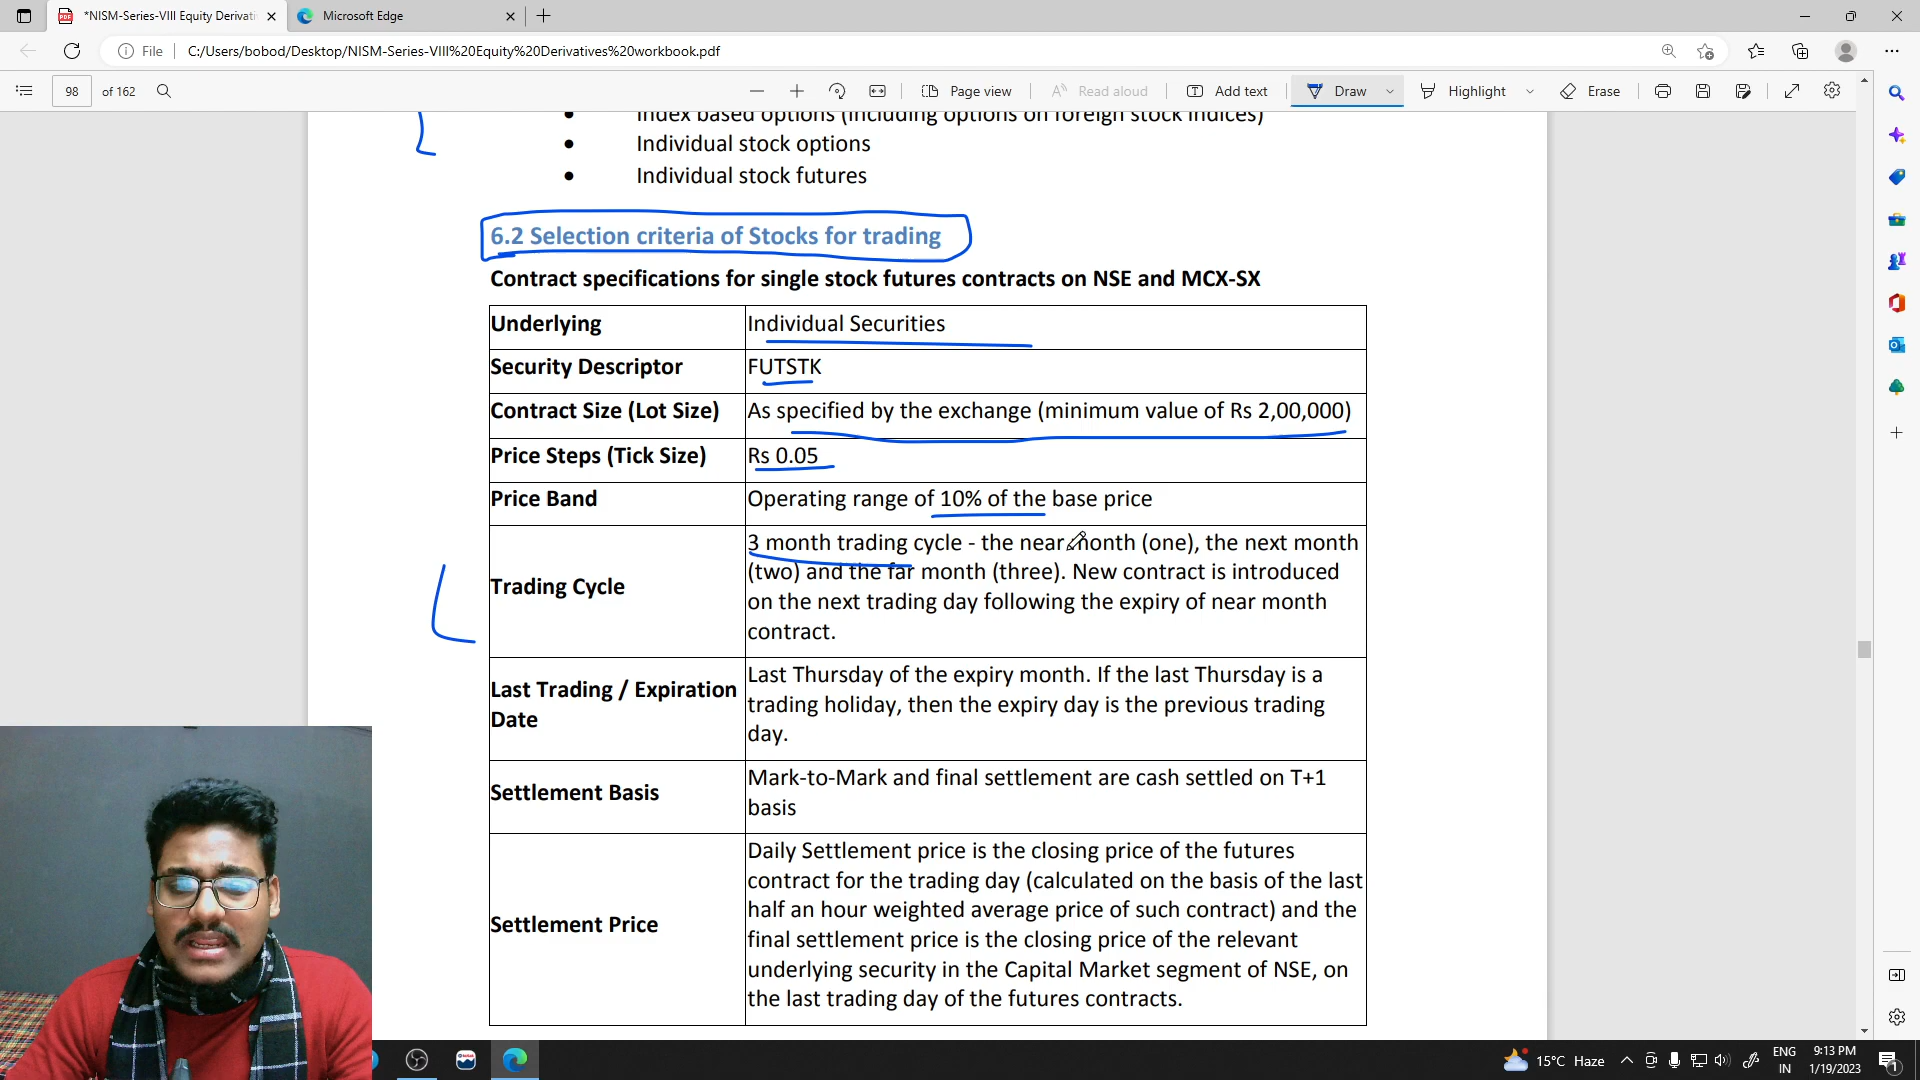 *NISM-Series-VIII Equity Derivati
Microsoft Edge
File
C:/Users/bobod/Desktop/NISM-Series-VIII%20Equity%20Derivatives%20workbook.pdf
98 of 162
Page view
Read aloud
Add text
Draw
Highlight
Erase
• Index based options (including options on foreign stock indices)
• Individual stock options
• Individual stock futures
6.2 Selection criteria of Stocks for trading
Contract specifications for single stock futures contracts on NSE and MCX-SX
Underlying
Individual Securities
Security Descriptor
FUTSTK
Contract Size (Lot Size)
As specified by the exchange (minimum value of Rs 2,00,000)
Price Steps (Tick Size)
Rs 0.05
Price Band
Operating range of 10% of the base price
Trading Cycle
3 month trading cycle - the near month (one), the next month
(two) and the far month (three). New contract is introduced
on the next trading day following the expiry of near month
contract.
Last Trading / Expiration
Date
Last Thursday of the expiry month. If the last Thursday is a
trading holiday, then the expiry day is the previous trading
day.
Settlement Basis
Mark-to-Mark and final settlement are cash settled on T+1
basis
Settlement Price
Daily Settlement price is the closing price of the futures
contract for the trading day (calculated on the basis of the last
half an hour weighted average price of such contract) and the
final settlement price is the closing price of the relevant
underlying security in the Capital Market segment of NSE, on
the last trading day of the futures contracts.
15°C Haze
ENG
IN
9:13 PM
1/19/2023
1